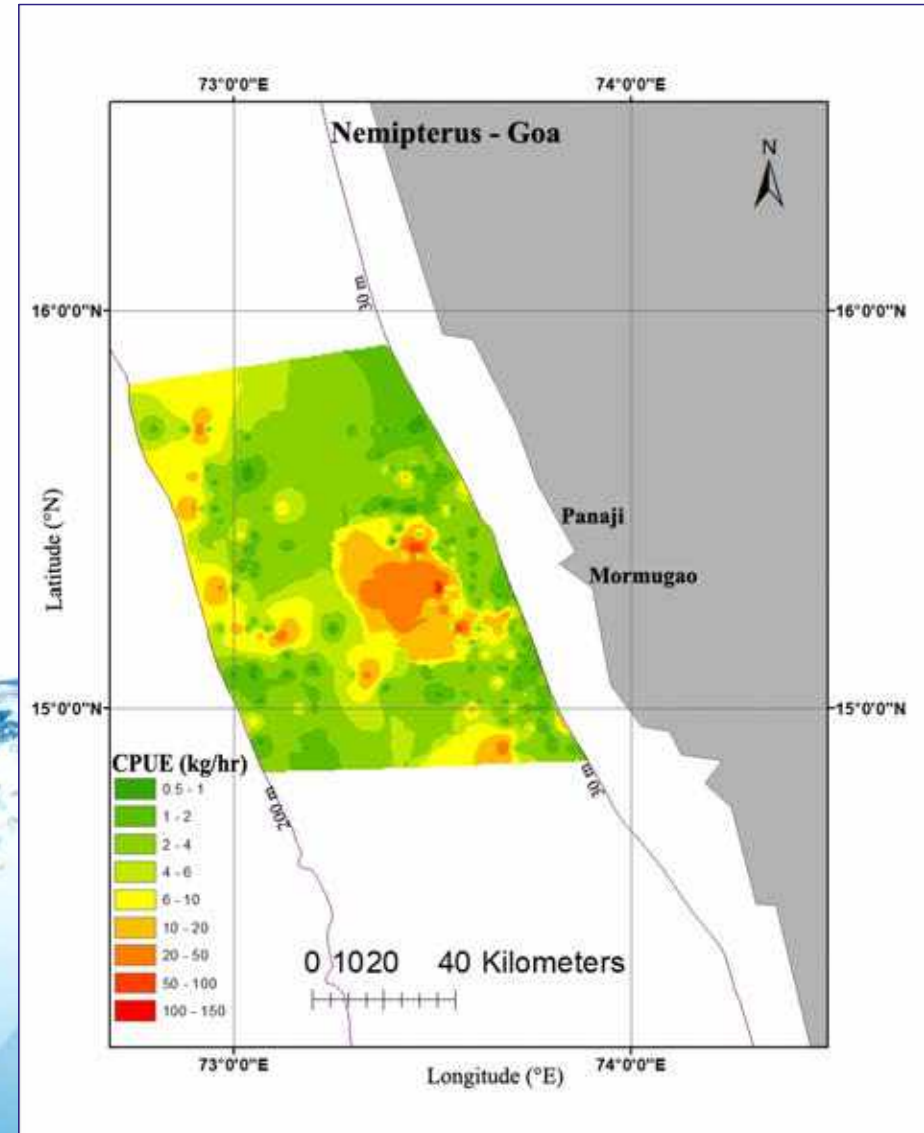 73°0'0"E 74°0'0"E
Nemipterus - Goa
N
30 m
16°0'0"N 16°0'0"N
Latitude (°N)
Panaji
Mormugao
15°0'0"N 15°0'0"N
CPUE (kg/hr)
0.5 - 1
1 - 2
2 - 4
4 - 6
6 - 10
10 - 20
20 - 50
50 - 100
100 - 150
200 m
30 m
0 10 20 40 Kilometers
73°0'0"E 74°0'0"E
Longitude (°E)